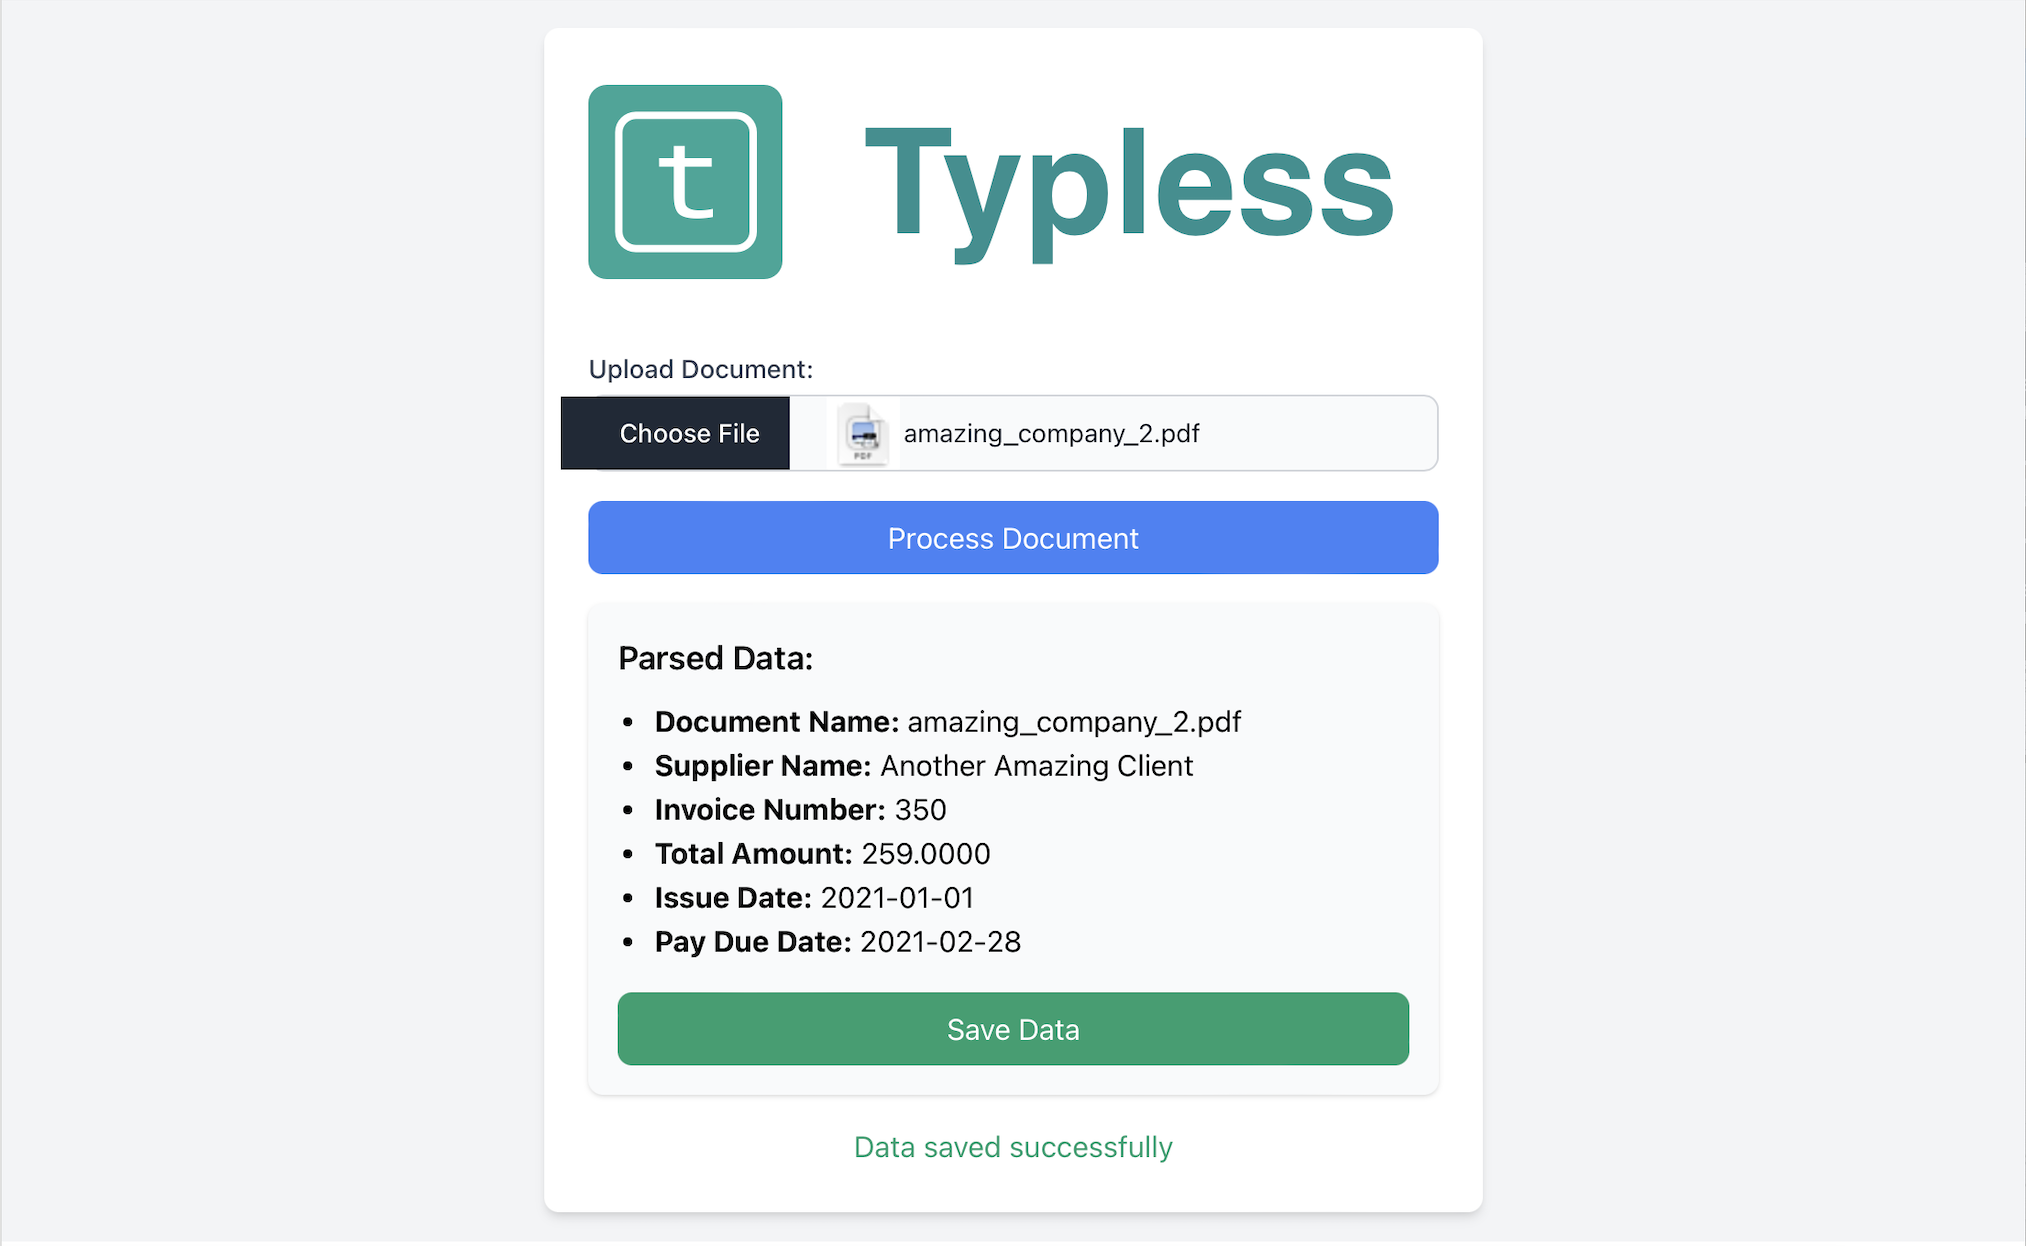 t
Typless
Upload Document:
Choose File
PDF
amazing_company_2.pdf
Process Document
Parsed Data:
• Document Name: amazing_company_2.pdf
• Supplier Name: Another Amazing Client
• Invoice Number: 350
• Total Amount: 259.0000
• Issue Date: 2021-01-01
• Pay Due Date: 2021-02-28
Save Data
Data saved successfully